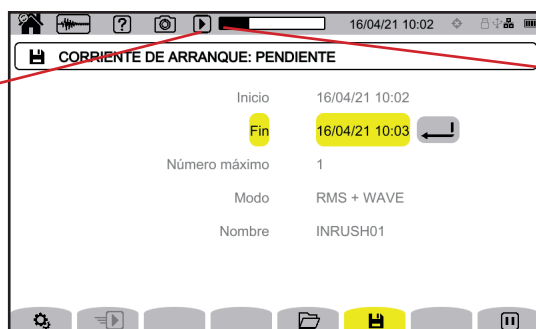 ?
16/04/21 10:02
CORRIENTE DE ARRANQUE: PENDIENTE
Inicio 16/04/21 10:02
Fin 16/04/21 10:03
Número máximo 1
Modo RMS + WAVE
Nombre INRUSH01